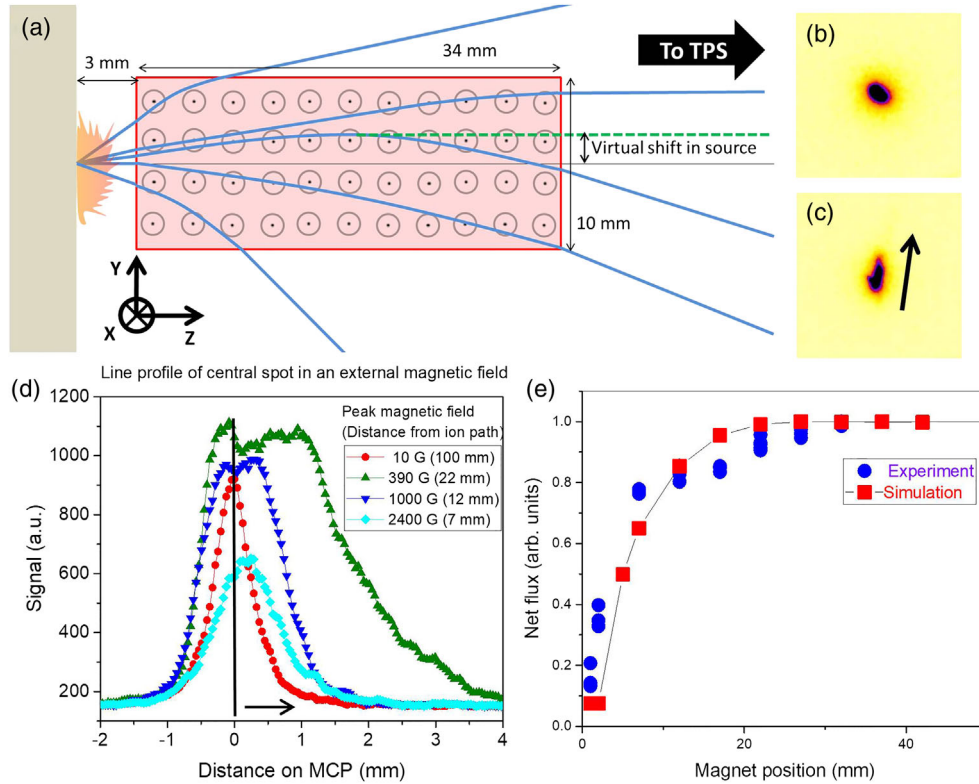 (a)
3 mm
34 mm
To TPS
Virtual shift in source
10 mm
Y
X
Z
(b)
(c)
(d)
Line profile of central spot in an external magnetic field
Peak magnetic field
(Distance from ion path)
10 G (100 mm)
390 G (22 mm)
1000 G (12 mm)
2400 G (7 mm)
Signal (a.u.)
1200
1000
800
600
400
200
-2 -1 0 1 2 3 4
Distance on MCP (mm)
(e)
Experiment
Simulation
Net flux (arb. units)
1.0
0.8
0.6
0.4
0.2
0.0
0 20 40
Magnet position (mm)